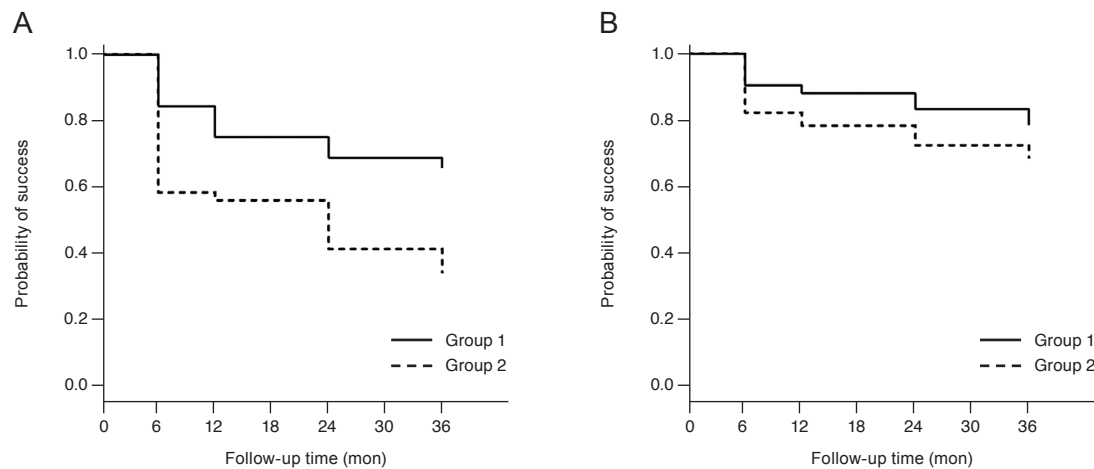 A
1.0
0.8
0.6
0.4
0.2
0.0
Probability of success
Group 1
Group 2
0 6 12 18 24 30 36
Follow-up time (mon)
B
1.0
0.8
0.6
0.4
0.2
0.0
Probability of success
Group 1
Group 2
0 6 12 18 24 30 36
Follow-up time (mon)